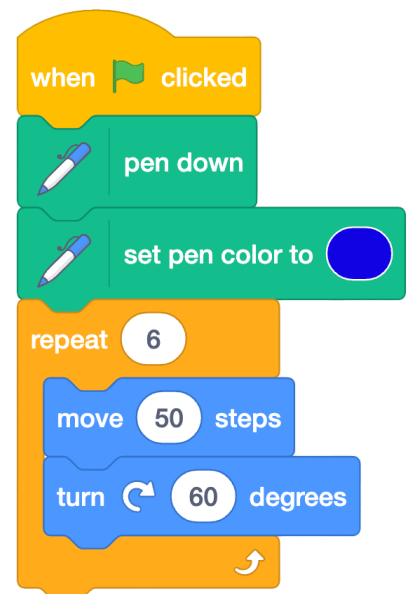 when clicked
pen down
set pen color to
repeat 6
move 50 steps
turn 60 degrees